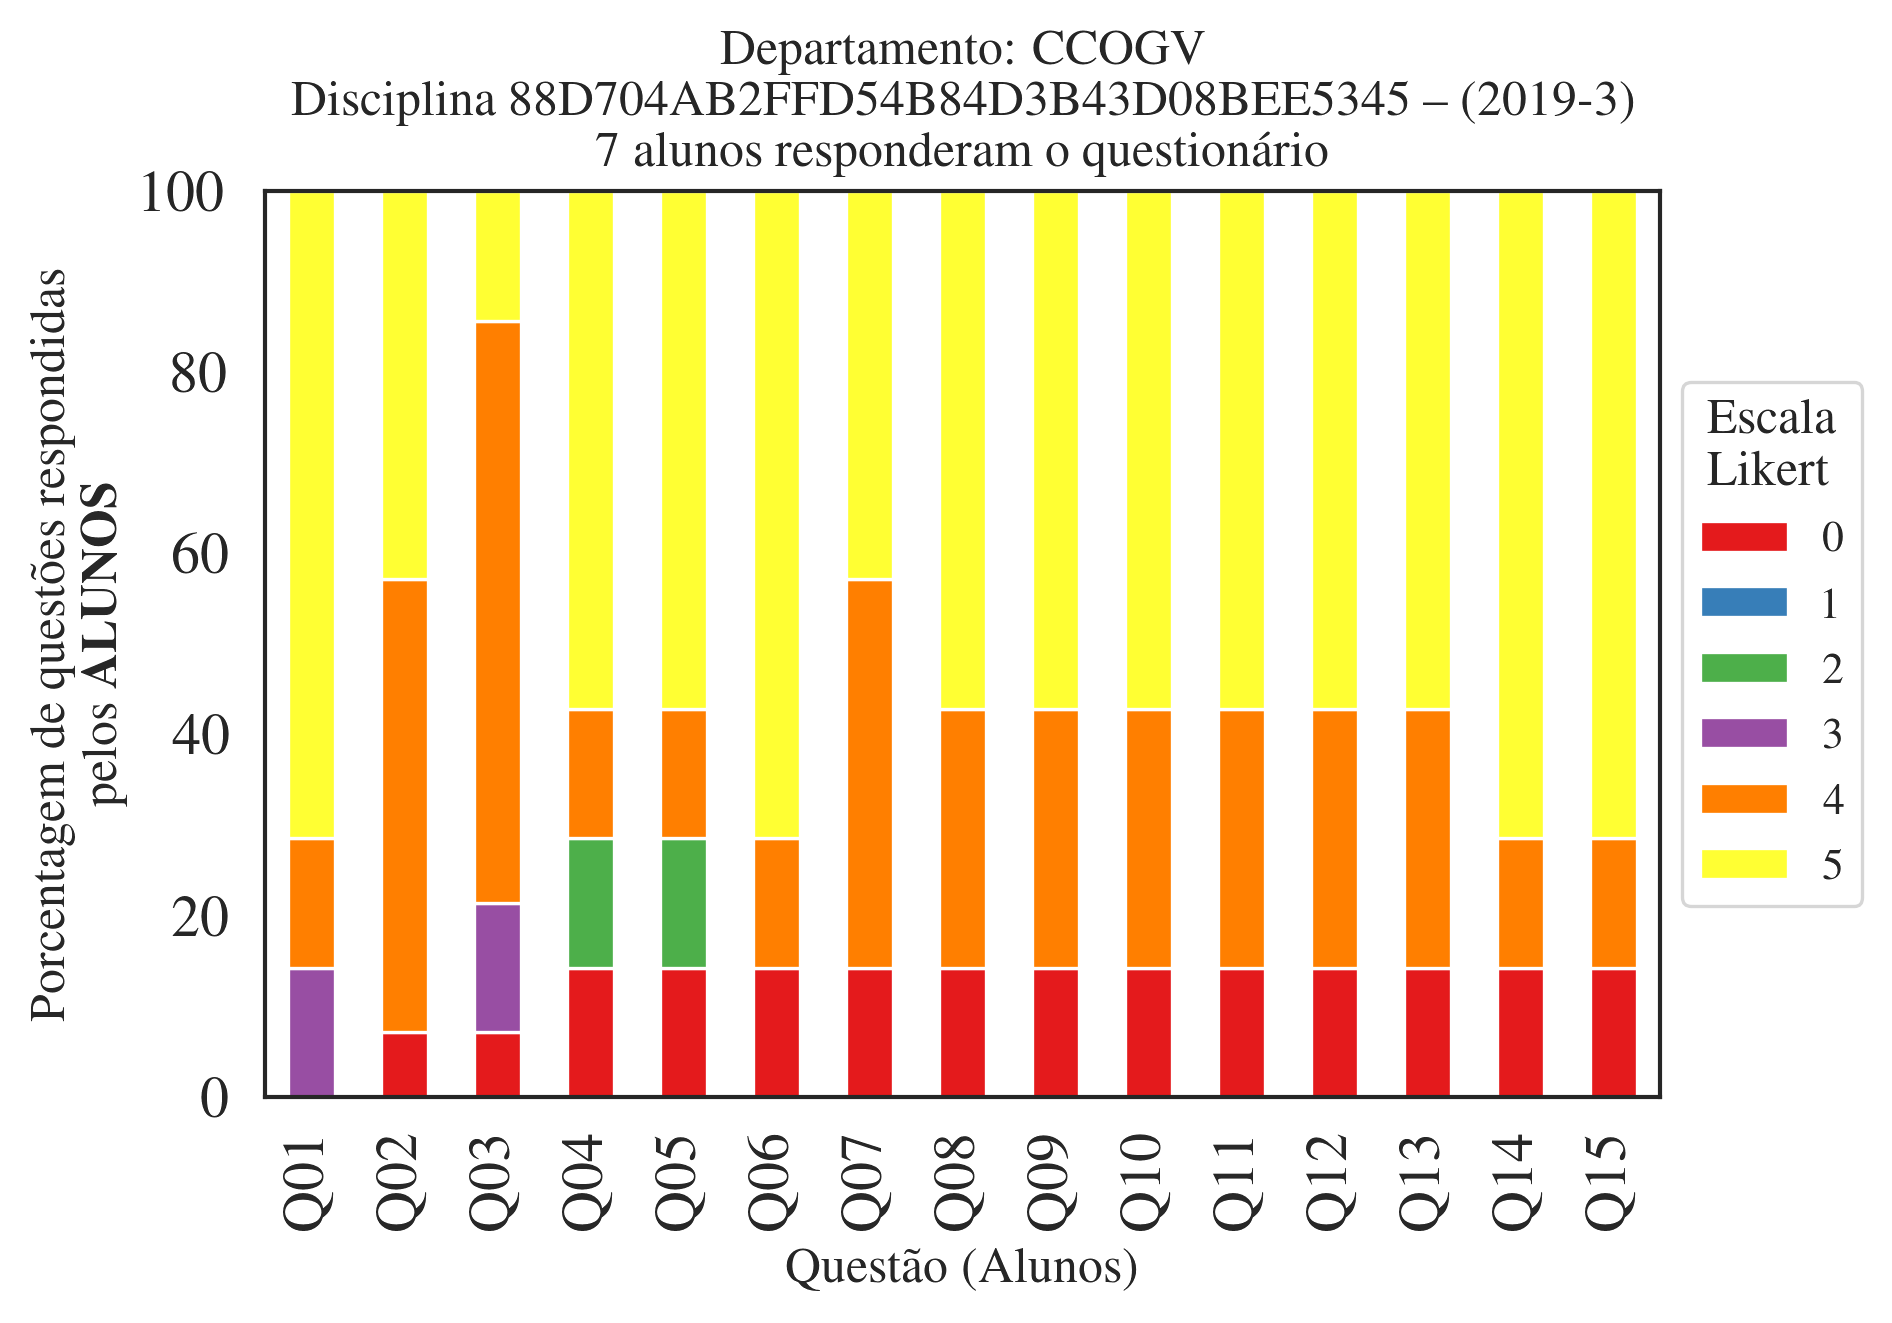 Departamento: CCOGV
Disciplina 88D704AB2FFD54B84D3B43D08BEE5345 – (2019-3)
7 alunos responderam o questionário
Porcentagem de questões respondidas
pelos ALUNOS
100
80
60
40
20
0
Q01
Q02
Q03
Q04
Q05
Q06
Q07
Q08
Q09
Q10
Q11
Q12
Q13
Q14
Q15
Questão (Alunos)
Escala
Likert
0
1
2
3
4
5